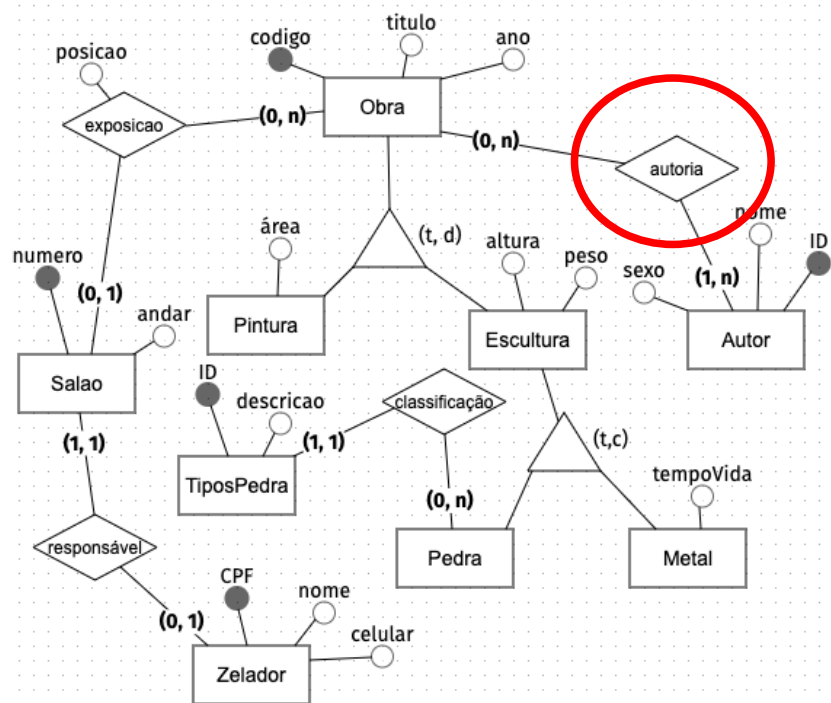 titulo
codigo
ano
posicao
Obra
(0, n)
exposicao
(0, n)
autoria
nome
ID
área
(t, d)
altura
peso
sexo
(1, n)
numero
(0, 1)
andar
Pintura
Escultura
Autor
Salao
ID
descricao
classificação
(1, 1)
(1, 1)
(t,c)
tempoVida
TiposPedra
(0, n)
responsável
Pedra
Metal
CPF
nome
(0, 1)
celular
Zelador